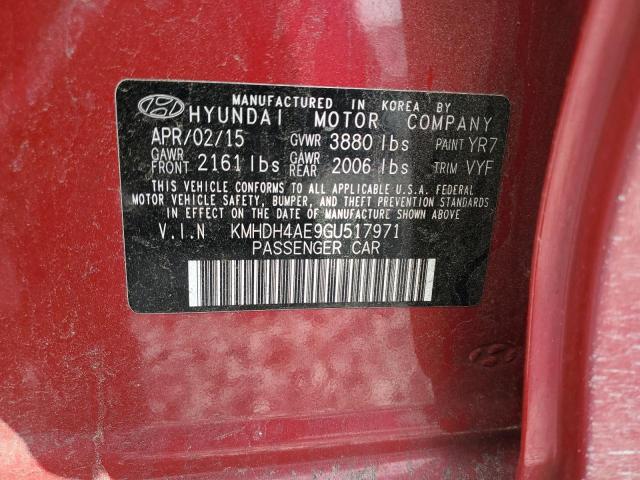 MANUFACTURED IN KOREA BY
HYUNDAI MOTOR COMPANY
APR/02/15 GVWR 3880 lbs PAINT YR7
GAWR FRONT 2161 lbs GAWR REAR 2006 lbs TRIM VYF
THIS VEHICLE CONFORMS TO ALL APPLICABLE U.S.A. FEDERAL
MOTOR VEHICLE SAFETY, BUMPER, AND THEFT PREVENTION STANDARDS
IN EFFECT ON THE DATE OF MANUFACTURE SHOWN ABOVE.
V.I.N KMHDH4AE9GU517971
PASSENGER CAR